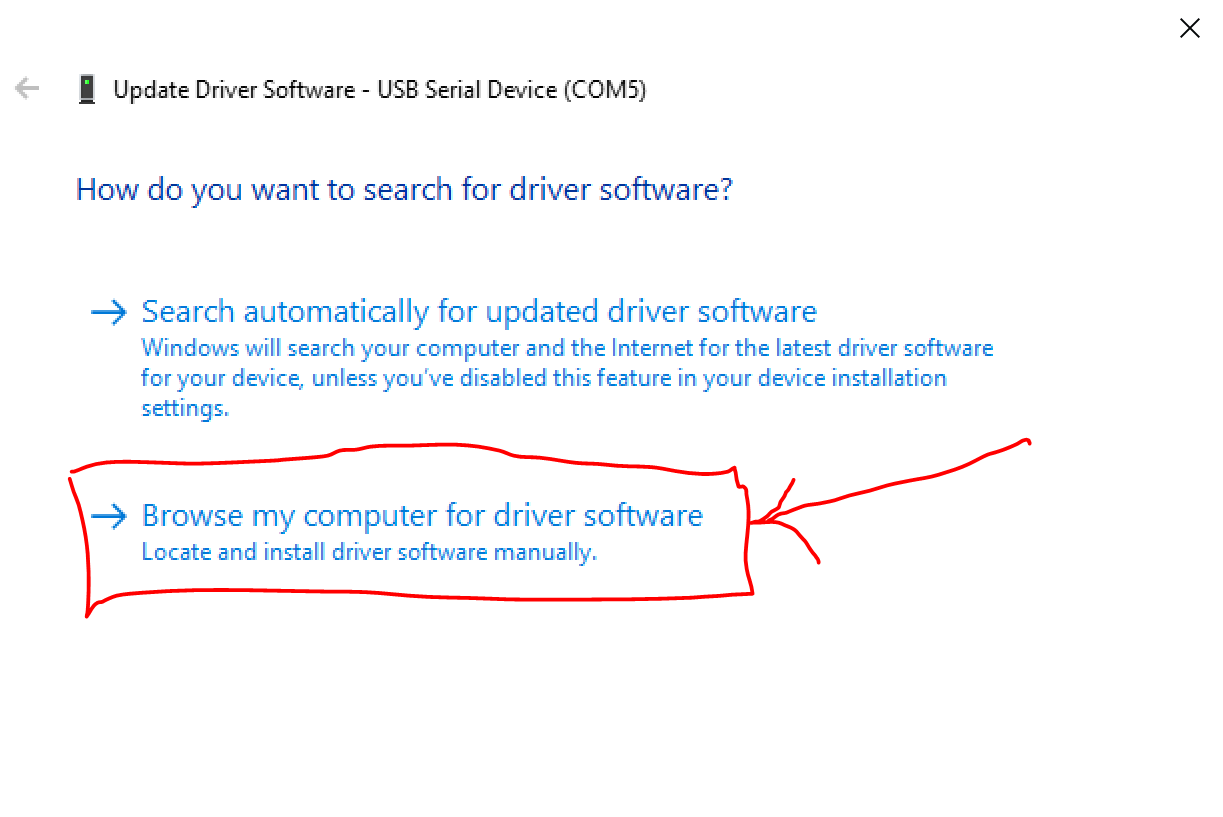 Update Driver Software - USB Serial Device (COM5)
How do you want to search for driver software?
Search automatically for updated driver software
Windows will search your computer and the Internet for the latest driver software
for your device, unless you've disabled this feature in your device installation
settings.
Browse my computer for driver software
Locate and install driver software manually.